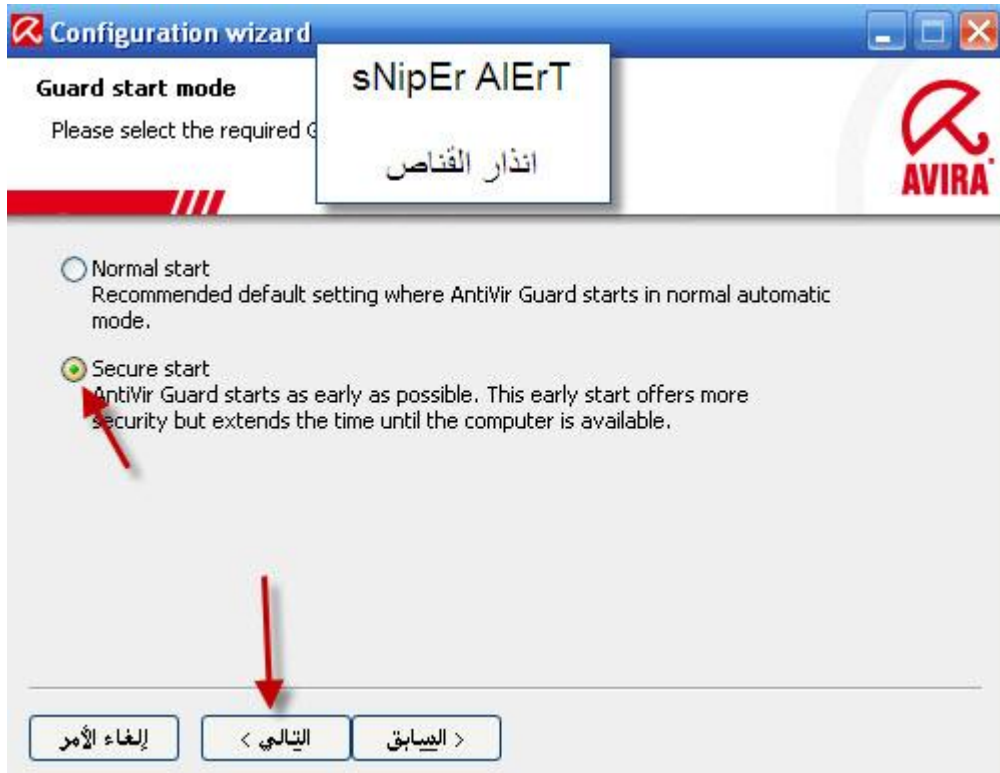 Configuration wizard
sNipEr AlErT
انذار القناص
Guard start mode
Please select the required
AVIRA
Normal start
Recommended default setting where AntiVir Guard starts in normal automatic
mode.
Secure start
AntiVir Guard starts as early as possible. This early start offers more
security but extends the time until the computer is available.
< السابق
التالي >
إلغاء الأمر